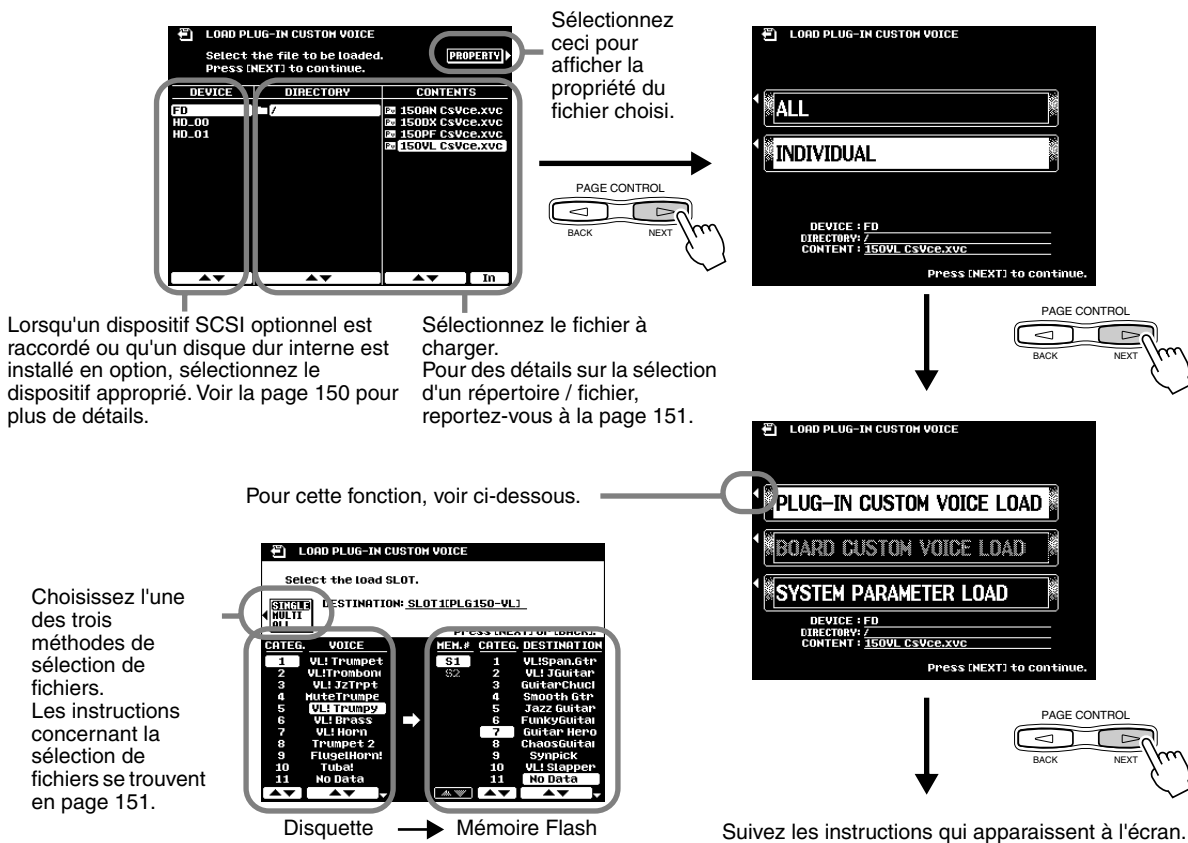 LOAD PLUG-IN CUSTOM VOICE
Select the file to be loaded.
Press [NEXT] to continue.
PROPERTY
DEVICE DIRECTORY CONTENTS
FD / 150AN CsVce.xvc
HD_00 150DX CsVce.xvc
HD_01 150PF CsVce.xvc
150VL CsVce.xvc
In
Sélectionnez
ceci pour
afficher la
propriété du
fichier choisi.
PAGE CONTROL
BACK NEXT
LOAD PLUG-IN CUSTOM VOICE
ALL
INDIVIDUAL
DEVICE : FD
DIRECTORY: /
CONTENT : 150VL CsVce.xvc
Press [NEXT] to continue.
Lorsqu'un dispositif SCSI optionnel est
raccordé ou qu'un disque dur interne est
installé en option, sélectionnez le
dispositif approprié. Voir la page 150 pour
plus de détails.
Sélectionnez le fichier à
charger.
Pour des détails sur la sélection
d'un répertoire / fichier,
reportez-vous à la page 151.
PAGE CONTROL
BACK NEXT
LOAD PLUG-IN CUSTOM VOICE
PLUG-IN CUSTOM VOICE LOAD
BOARD CUSTOM VOICE LOAD
SYSTEM PARAMETER LOAD
DEVICE : FD
DIRECTORY: /
CONTENT : 150VL CsVce.xvc
Press [NEXT] to continue.
Pour cette fonction, voir ci-dessous.
LOAD PLUG-IN CUSTOM VOICE
Select the load SLOT.
SINGLE
MULTI
ALL
DESTINATION: SLOT1[PLG150-VL]
Press [NEXT] or [BACK].
CATEG. VOICE MEM.# CATEG. DESTINATION
1 VL! Trumpet S1 1 VL!Span.Gtr
2 VL!Trombone S2 2 VL! JGuitar
3 VL! JzTrpt 3 GuitarChucl
4 MuteTrumpe 4 Smooth Gtr
5 VL! Trumpy 5 Jazz Guitar
6 VL! Brass 6 FunkyGuitar
7 VL! Horn 7 Guitar Hero
8 Trumpet 2 8 ChaosGuitar
9 FlugelHorn! 9 Synpick
10 Tuba! 10 VL! Slapper
11 No Data 11 No Data
Choisissez l'une
des trois
méthodes de
sélection de
fichiers.
Les instructions
concernant la
sélection de
fichiers se trouvent
en page 151.
Disquette Mémoire Flash
PAGE CONTROL
BACK NEXT
Suivez les instructions qui apparaissent à l'écran.